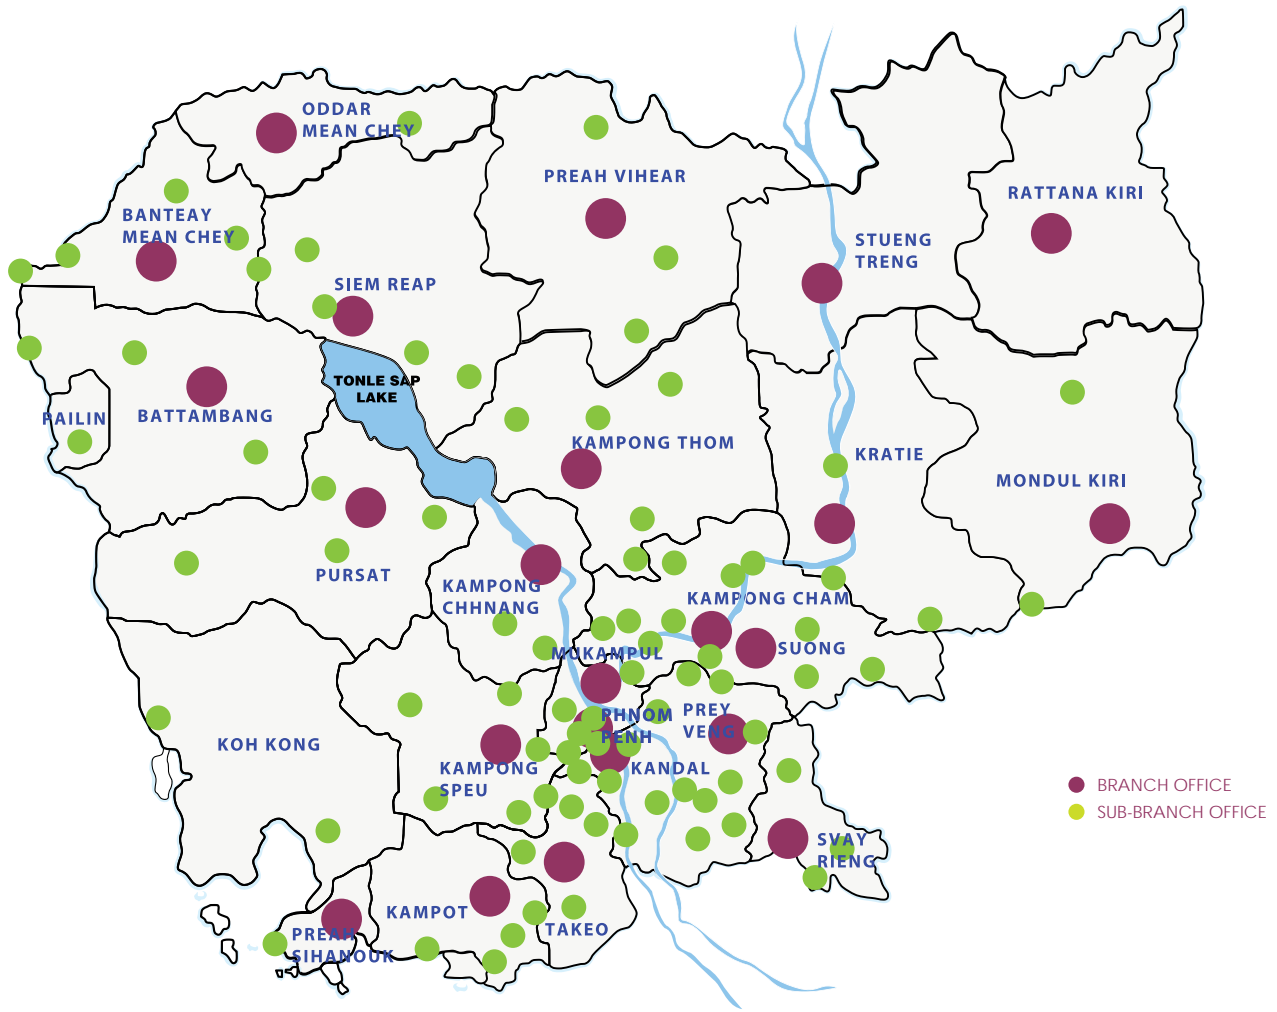 ODDAR
MEAN CHEY
PREAH VIHEAR
RATTANA KIRI
BANTEAY
MEAN CHEY
STUENG
TRENG
SIEM REAP
TONLE SAP
LAKE
PAILIN
BATTAMBANG
KAMPONG THOM
KRATIE
MONDUL KIRI
PURSAT
KAMPONG
CHHNANG
KAMPONG CHAM
MUKAMPUL
SUONG
PHNOM
PENH
PREY
VENG
KOH KONG
KAMPONG
SPEU
KANDAL
BRANCH OFFICE
SUB-BRANCH OFFICE
SVAY
RIENG
KAMPOT
TAKEO
PREAH
SIHANOUK